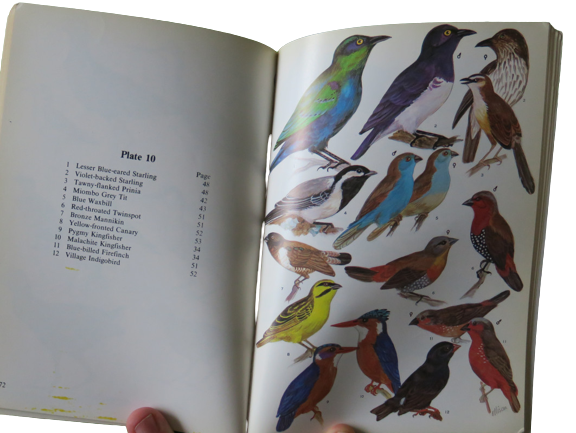 Plate 10
Page
1 Lesser Blue-eared Starling 48
2 Violet-backed Starling 48
3 Tawny-flanked Prinia 42
4 Miombo Grey Tit 43
5 Blue Waxbill 51
6 Red-throated Twinspot 51
7 Bronze Mannikin 52
8 Yellow-fronted Canary 53
9 Pygmy Kingfisher 34
10 Malachite Kingfisher 34
11 Blue-billed Firefinch 51
12 Village Indigobird 52
72